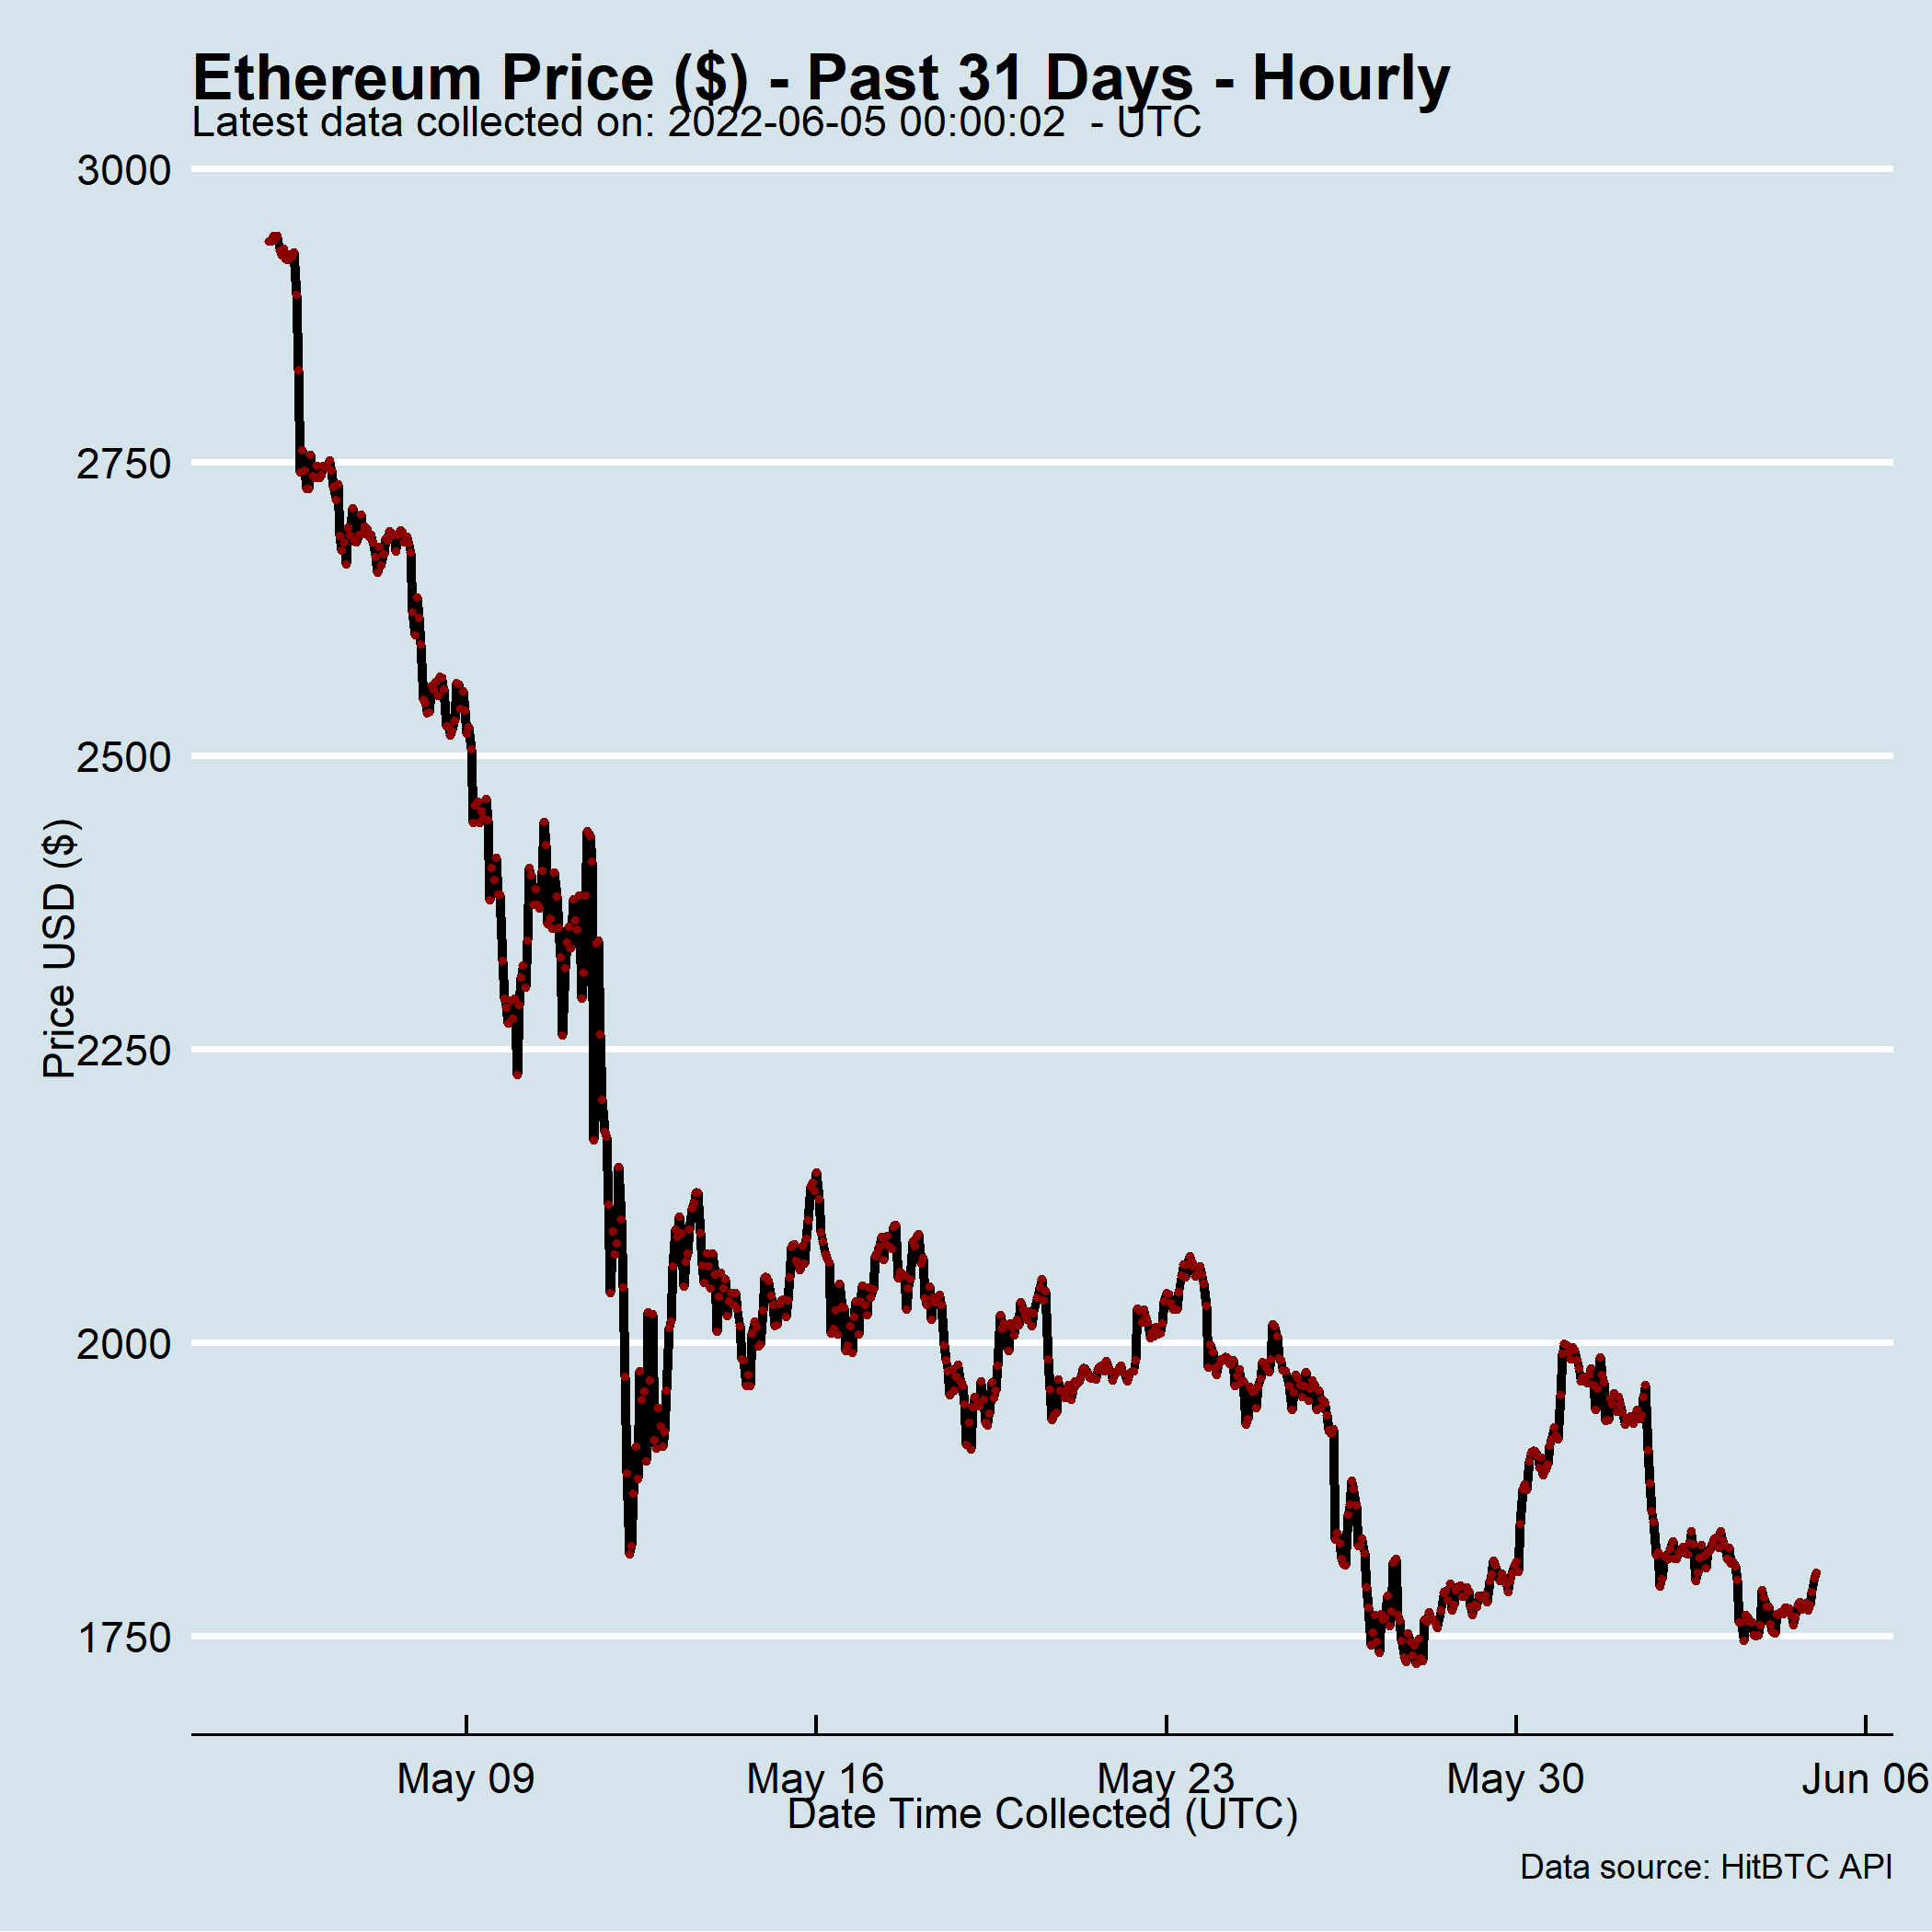 Ethereum Price ($) - Past 31 Days - Hourly
Latest data collected on: 2022-06-05 00:00:02  - UTC
3000
2750
2500
2250
2000
1750
Price USD ($)
May 09
May 16
May 23
May 30
Jun 06
Date Time Collected (UTC)
Data source: HitBTC API